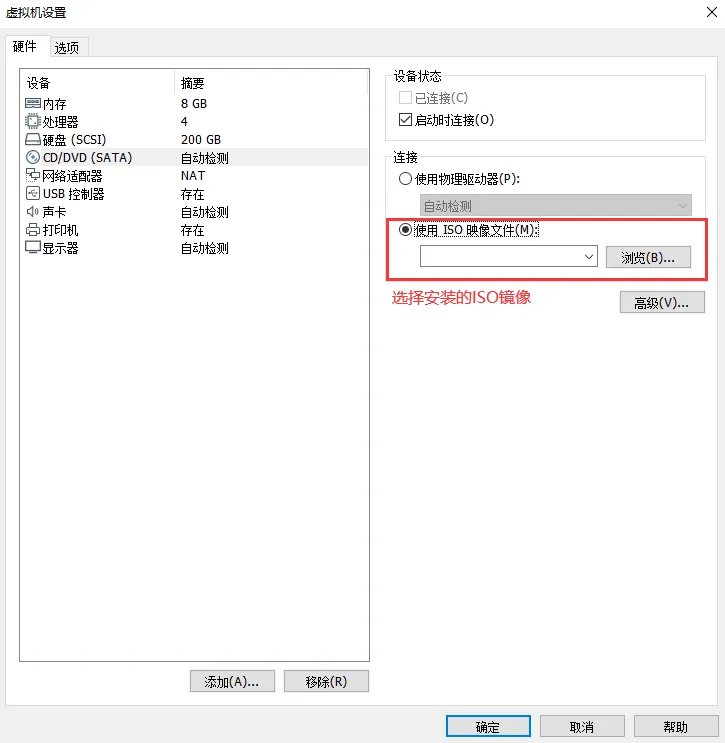 虚拟机设置
硬件 选项
设备 摘要
内存 8 GB
处理器 4
硬盘 (SCSI) 200 GB
CD/DVD (SATA) 自动检测
网络适配器 NAT
USB 控制器 存在
声卡 自动检测
打印机 存在
显示器 自动检测
添加(A)... 移除(R)
设备状态
已连接(C)
启动时连接(O)
连接
使用物理驱动器(P):
自动检测
使用 ISO 映像文件(M):
浏览(B)...
选择安装的ISO镜像
高级(V)...
确定 取消 帮助